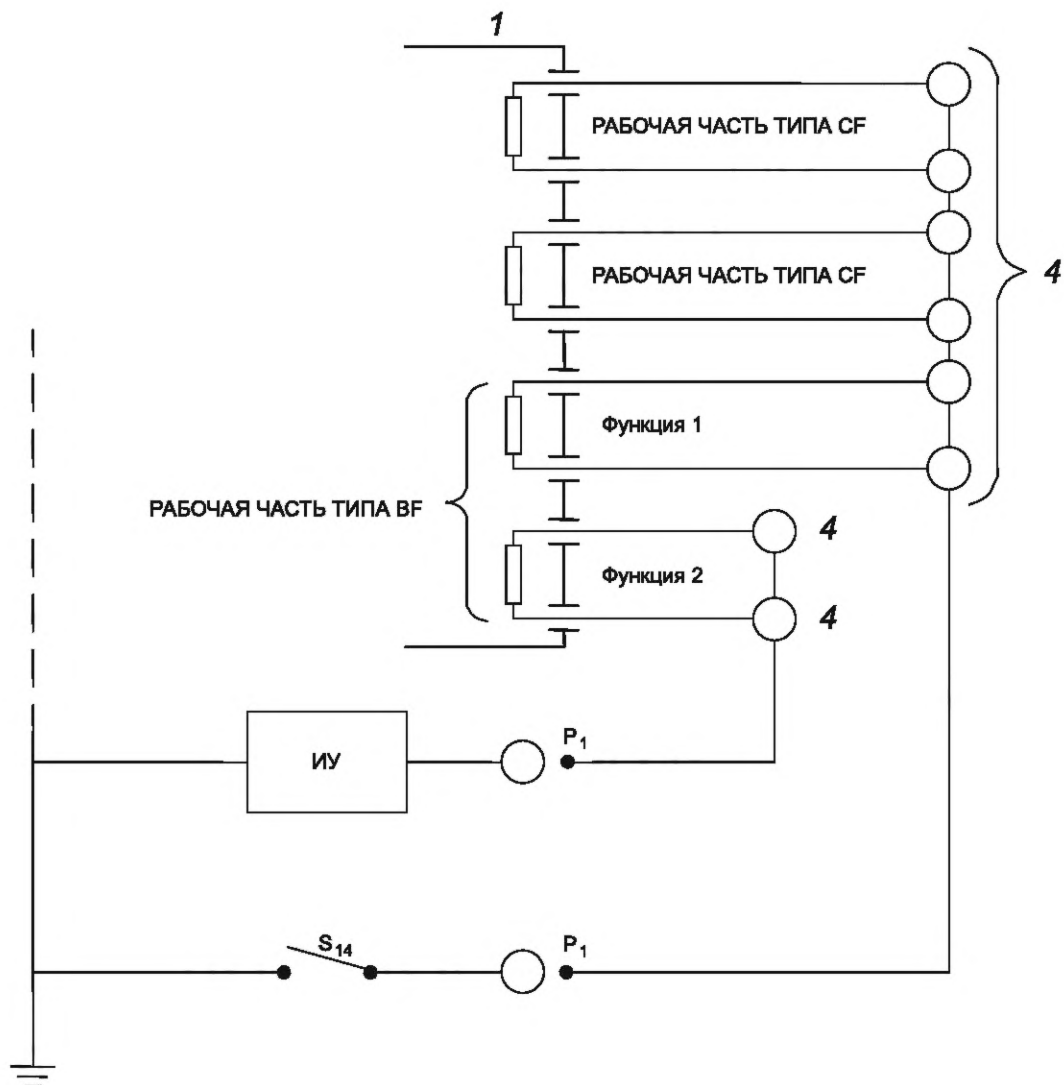 1
РАБОЧАЯ ЧАСТЬ ТИПА CF
РАБОЧАЯ ЧАСТЬ ТИПА CF
4
Функция 1
РАБОЧАЯ ЧАСТЬ ТИПА BF
4
Функция 2
4
P1
ИУ
S14
P1